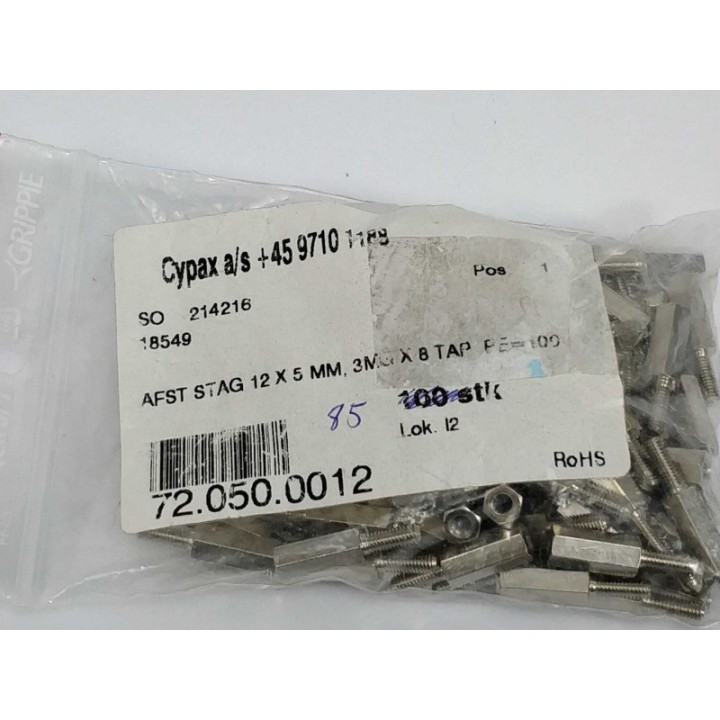 GRIPPIE
Cypax a/s +45 9710 1188
Pos 1
SO 214216
18549
AFST STAG 12 X 5 MM, X 8 TAP
85 100 stk
Lok. I2
RoHS
72.050.0012